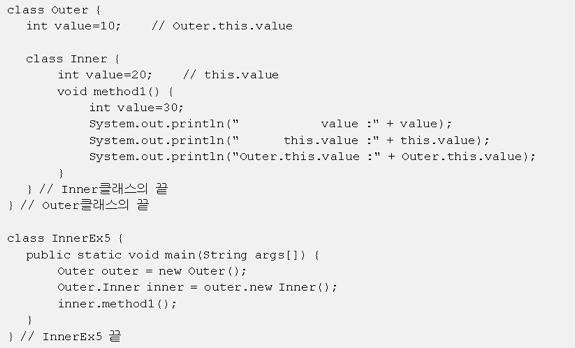 class Outer {
int value=10;    // Outer.this.value
class Inner {
int value=20;    // this.value
void method1() {
int value=30;
System.out.println("            value :" + value);
System.out.println("       this.value :" + this.value);
System.out.println("Outer.this.value :" + Outer.this.value);
}
} // Inner클래스의 끝
} // Outer클래스의 끝
class InnerEx5 {
public static void main(String args[]) {
Outer outer = new Outer();
Outer.Inner inner = outer.new Inner();
inner.method1();
}
} // InnerEx5 끝